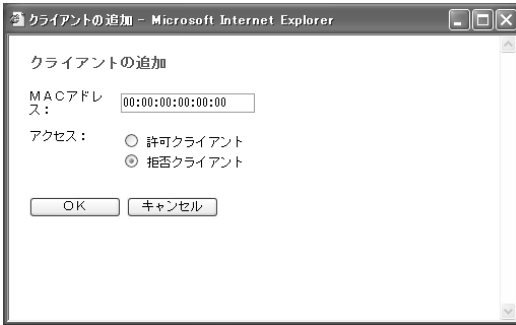 クライアントの追加 - Microsoft Internet Explorer
クライアントの追加
MACアドレ
ス：
00:00:00:00:00:00
アクセス：
許可クライアント
拒否クライアント
OK キャンセル